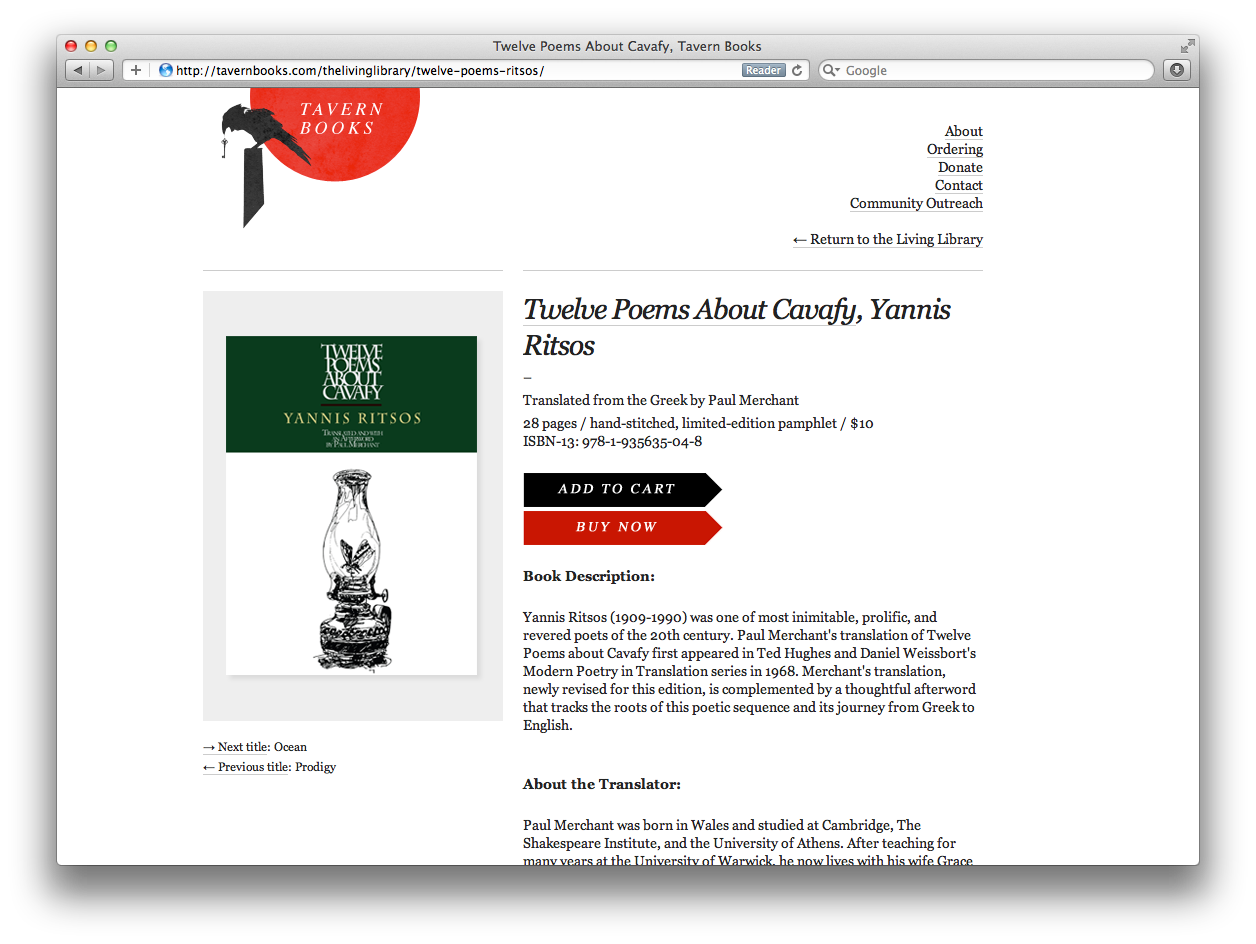 Twelve Poems About Cavafy, Tavern Books
http://tavernbooks.com/thelivinglibrary/twelve-poems-ritsos/
Reader
Google
TAVERN
BOOKS
About
Ordering
Donate
Contact
Community Outreach
← Return to the Living Library
TWELVE
POEMS
ABOUT
CAVAFY
YANNIS RITSOS
TRANSLATED AND WITH
AN AFTERWORD
BY PAUL MERCHANT
→ Next title: Ocean
← Previous title: Prodigy
Twelve Poems About Cavafy, Yannis
Ritsos
–
Translated from the Greek by Paul Merchant
28 pages / hand-stitched, limited-edition pamphlet / $10
ISBN-13: 978-1-935635-04-8
ADD TO CART
BUY NOW
Book Description:
Yannis Ritsos (1909-1990) was one of most inimitable, prolific, and
revered poets of the 20th century. Paul Merchant's translation of Twelve
Poems about Cavafy first appeared in Ted Hughes and Daniel Weissbort's
Modern Poetry in Translation series in 1968. Merchant's translation,
newly revised for this edition, is complemented by a thoughtful afterword
that tracks the roots of this poetic sequence and its journey from Greek to
English.
About the Translator:
Paul Merchant was born in Wales and studied at Cambridge, The
Shakespeare Institute, and the University of Athens. After teaching for
many years at the University of Warwick, he now lives with his wife Grace